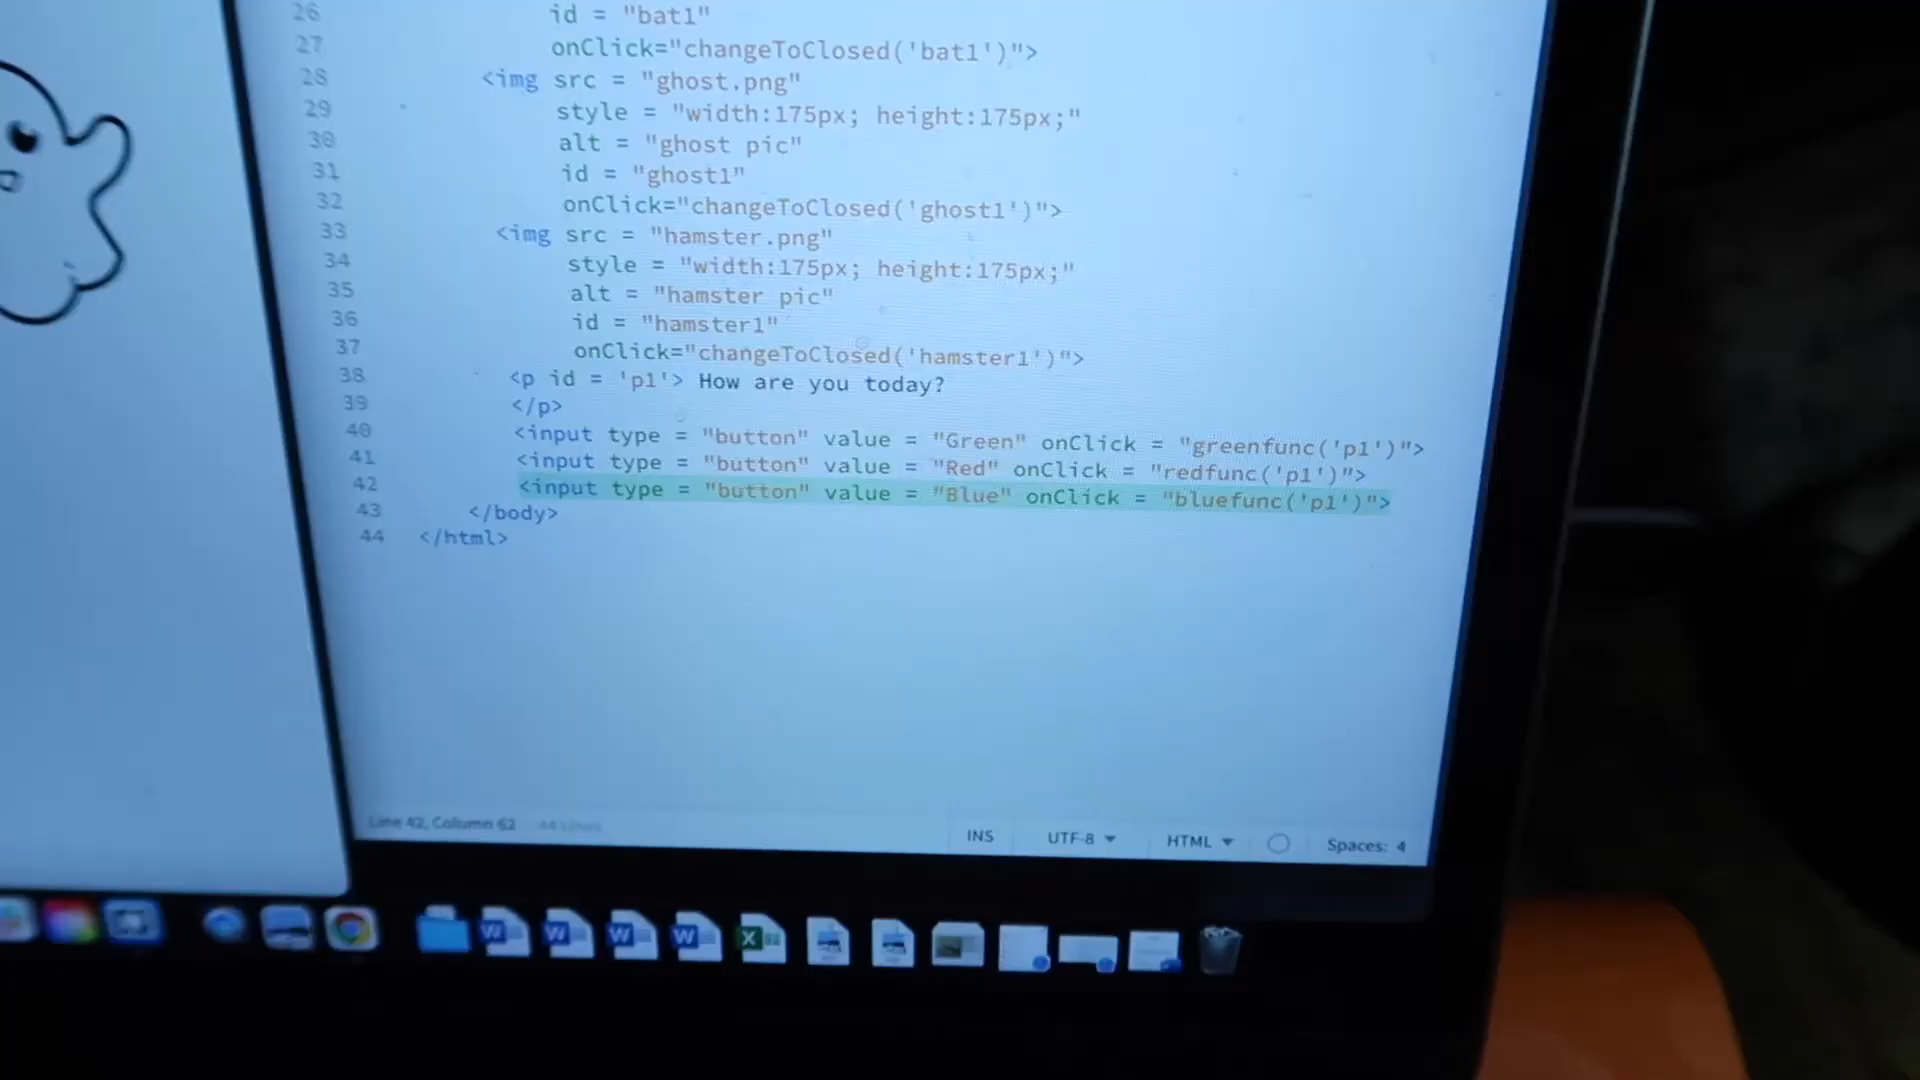 26 id = "bat1"
27 onClick="changeToClosed('bat1')">
28 <img src = "ghost.png"
29 style = "width:175px; height:175px;"
30 alt = "ghost pic"
31 id = "ghost1"
32 onClick="changeToClosed('ghost1')">
33 <img src = "hamster.png"
34 style = "width:175px; height:175px;"
35 alt = "hamster pic"
36 id = "hamster1"
37 onClick="changeToClosed('hamster1')">
38 <p id = 'p1'> How are you today?
39 </p>
40 <input type = "button" value = "Green" onClick = "greenfunc('p1')">
41 <input type = "button" value = "Red" onClick = "redfunc('p1')">
42 <input type = "button" value = "Blue" onClick = "bluefunc('p1')">
43 </body>
44 </html>
Line 42, Column 62 44 Lines INS UTF-8 HTML Spaces: 4
W W W W X